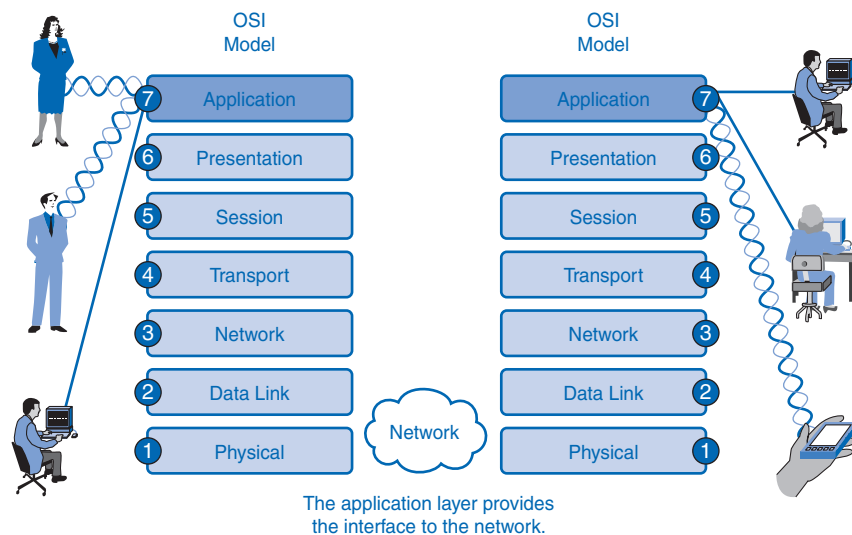 OSI
Model
7 Application
6 Presentation
5 Session
4 Transport
3 Network
2 Data Link
1 Physical
OSI
Model
Application 7
Presentation 6
Session 5
Transport 4
Network 3
Data Link 2
Physical 1
Network
The application layer provides
the interface to the network.